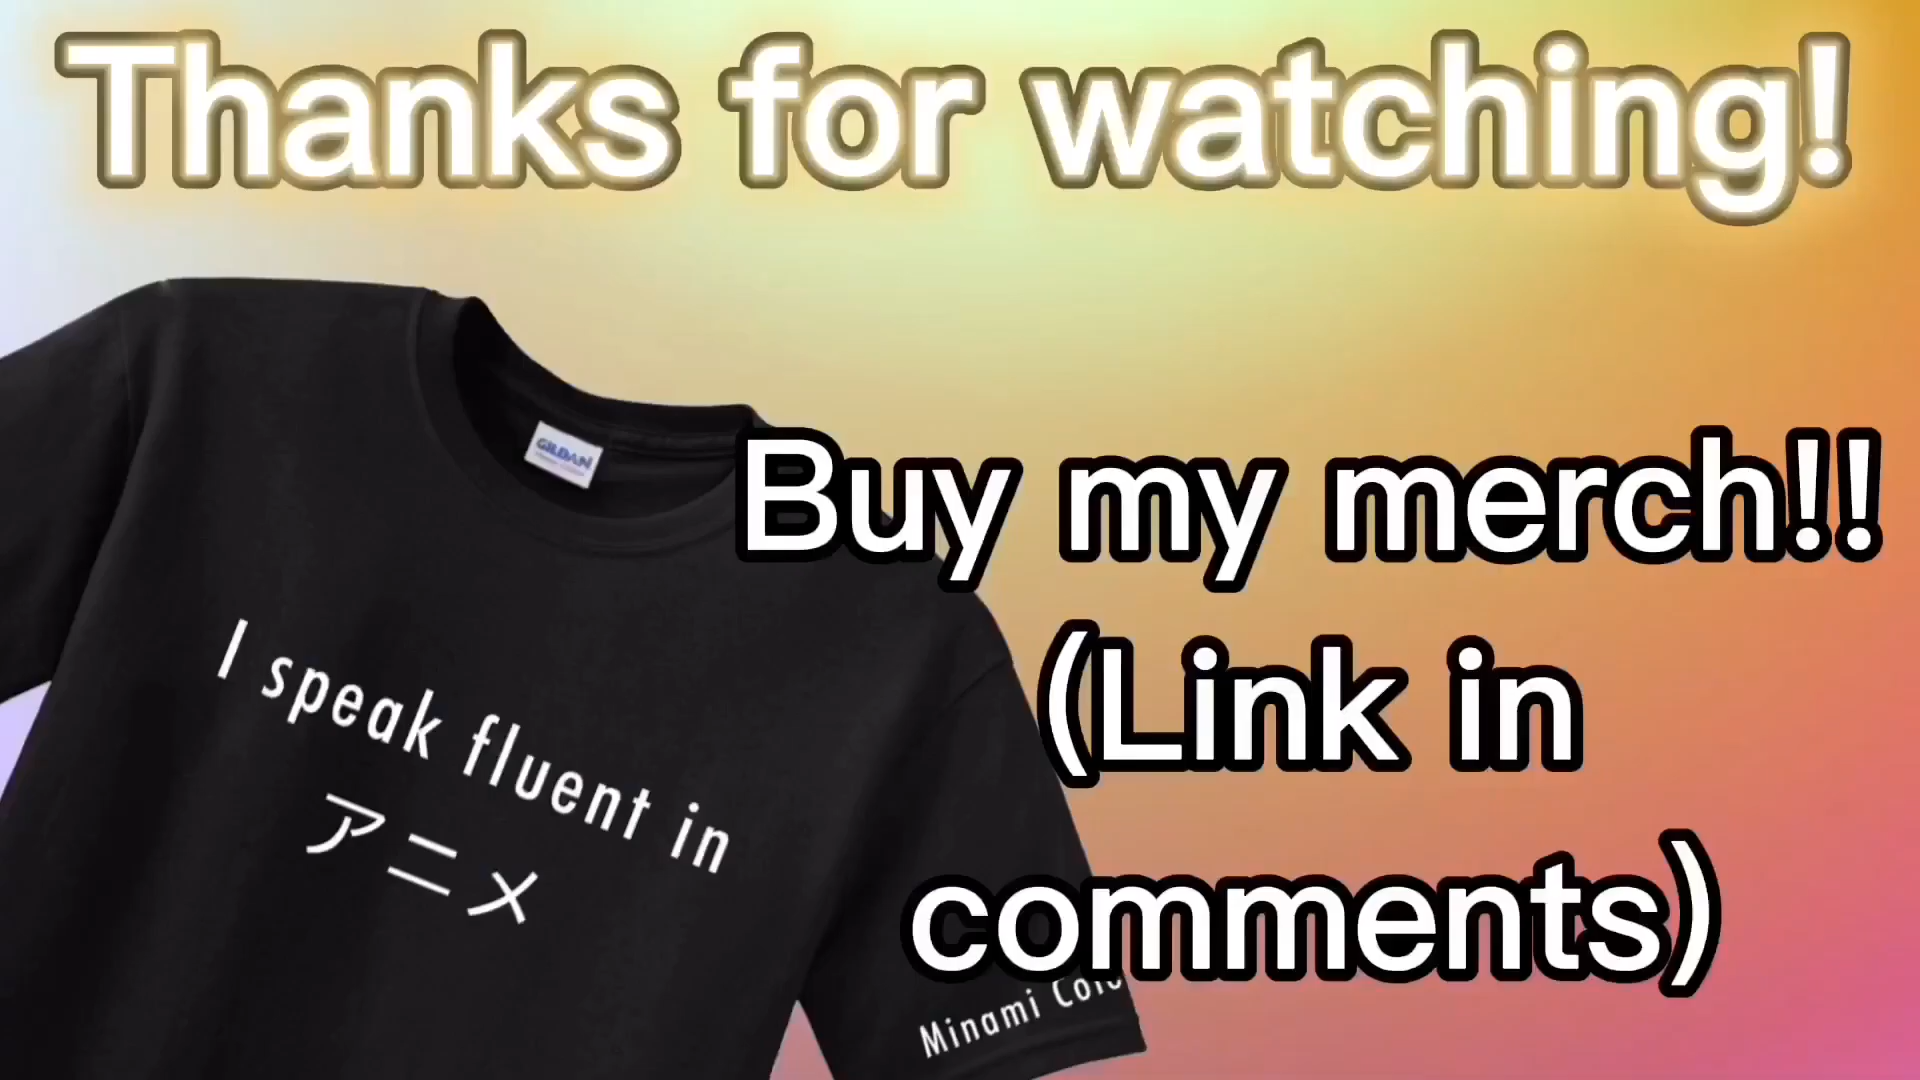 Thanks for watching!
GILDAN
Buy my merch!!
(Link in
comments)
I speak fluent in
アニメ
Minami